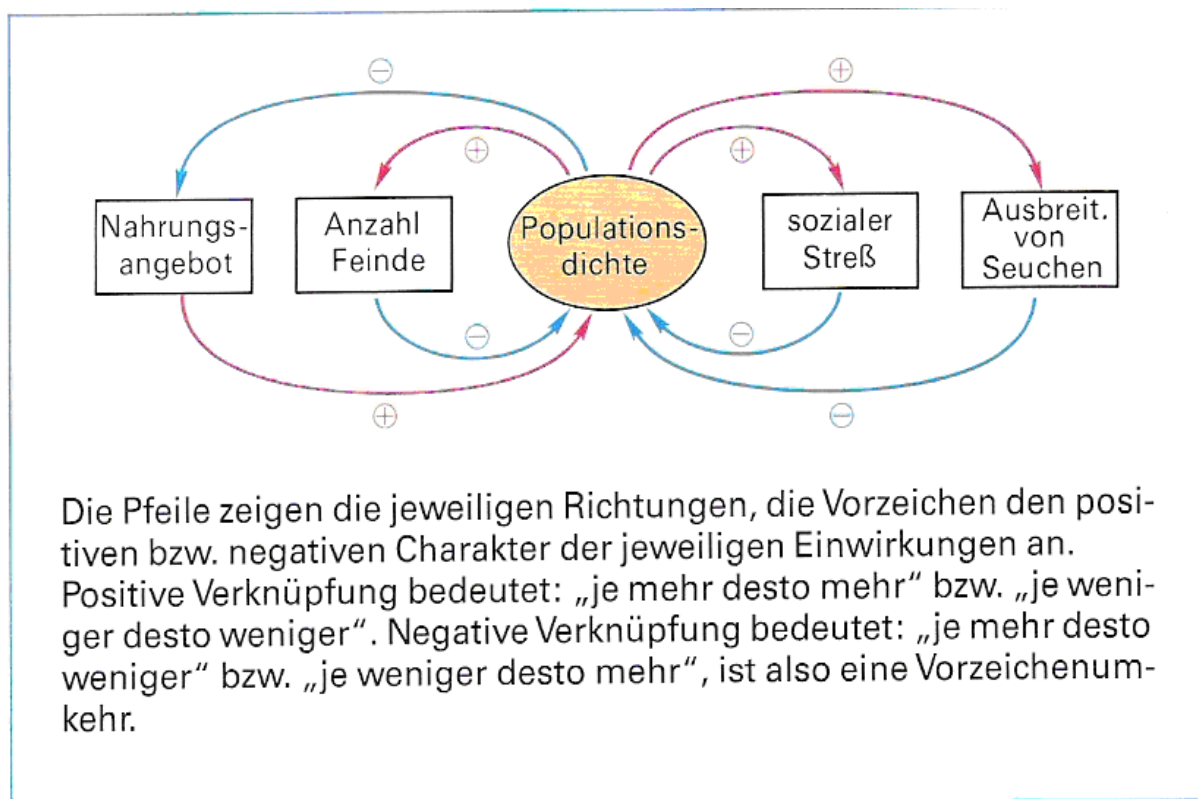 ⊖
⊕
⊕
⊕
Nahrungs-
angebot
Anzahl
Feinde
Populations-
dichte
sozialer
Streß
Ausbreit.
von
Seuchen
⊖
⊖
⊕
⊖
Die Pfeile zeigen die jeweiligen Richtungen, die Vorzeichen den posi-
tiven bzw. negativen Charakter der jeweiligen Einwirkungen an.
Positive Verknüpfung bedeutet: „je mehr desto mehr“ bzw. „je weni-
ger desto weniger“. Negative Verknüpfung bedeutet: „je mehr desto
weniger“ bzw. „je weniger desto mehr“, ist also eine Vorzeichenum-
kehr.